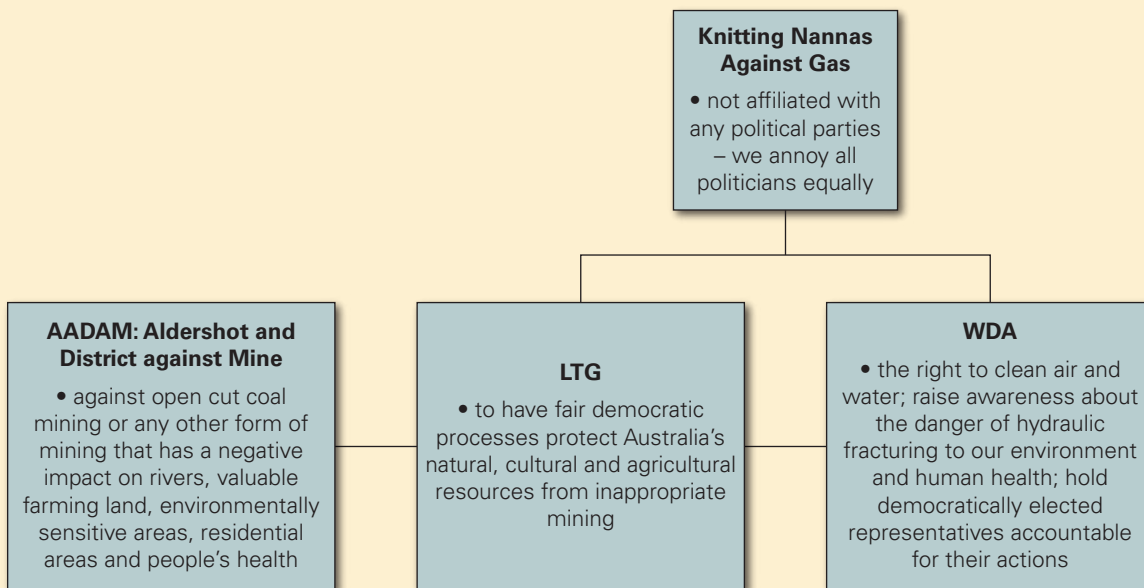 Knitting Nannas
Against Gas
• not affiliated with
any political parties
– we annoy all
politicians equally
AADAM: Aldershot and
District against Mine
• against open cut coal
mining or any other form of
mining that has a negative
impact on rivers, valuable
farming land, environmentally
sensitive areas, residential
areas and people’s health
LTG
• to have fair democratic
processes protect Australia’s
natural, cultural and agricultural
resources from inappropriate
mining
WDA
• the right to clean air and
water; raise awareness about
the danger of hydraulic
fracturing to our environment
and human health; hold
democratically elected
representatives accountable
for their actions